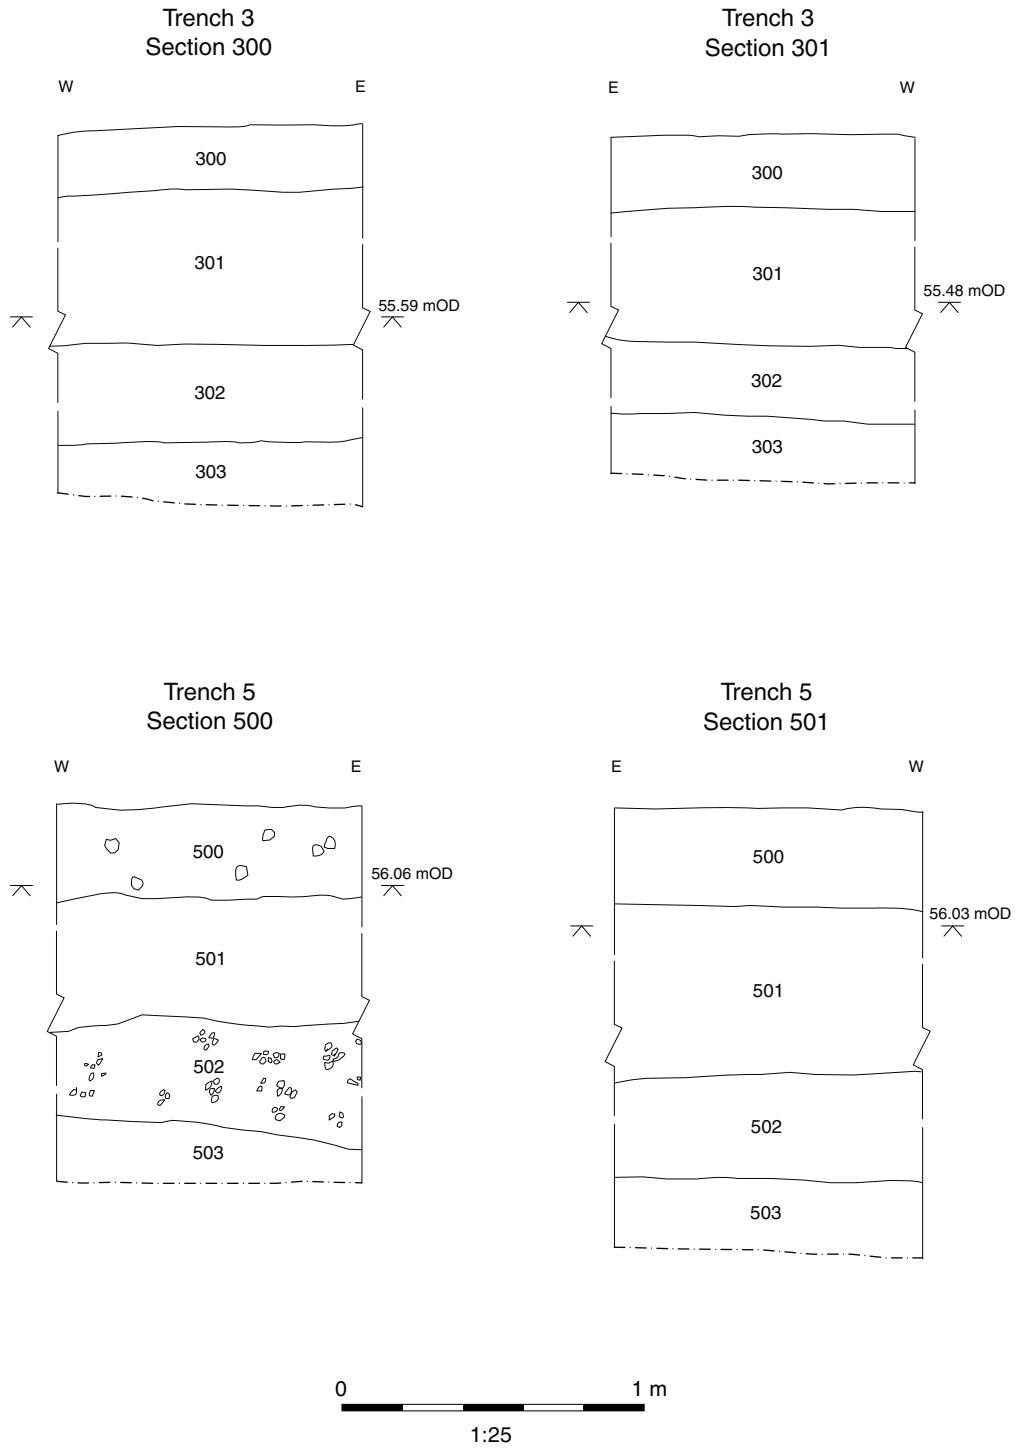 Trench 3
Section 300
W
E
300
301
55.59 mOD
302
303
Trench 3
Section 301
E
W
300
301
55.48 mOD
302
303
Trench 5
Section 500
W
E
500
56.06 mOD
501
502
503
Trench 5
Section 501
E
W
500
56.03 mOD
501
502
503
0
1 m
1:25